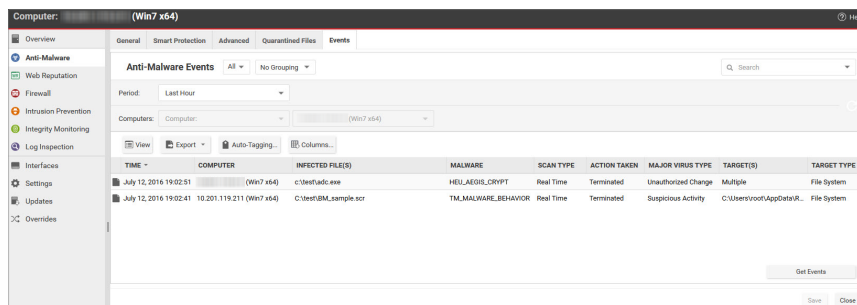 Computer: (Win7 x64)
He
Overview
Anti-Malware
Web Reputation
Firewall
Intrusion Prevention
Integrity Monitoring
Log Inspection
Interfaces
Settings
Updates
Overrides
General Smart Protection Advanced Quarantined Files Events
Anti-Malware Events All No Grouping Search
Period: Last Hour
Computers: Computer: (Win7 x64)
View Export Auto-Tagging... Columns...
TIME COMPUTER INFECTED FILE(S) MALWARE SCAN TYPE ACTION TAKEN MAJOR VIRUS TYPE TARGET(S) TARGET TYPE
July 12, 2016 19:02:51 (Win7 x64) c:\test\adc.exe HEU_AEGIS_CRYPT Real Time Terminated Unauthorized Change Multiple File System
July 12, 2016 19:02:41 10.201.119.211 (Win7 x64) C:\test\BM_sample.scr TM_MALWARE_BEHAVIOR Real Time Terminated Suspicious Activity C:\Users\root\AppData\R... File System
Get Events
Save Close